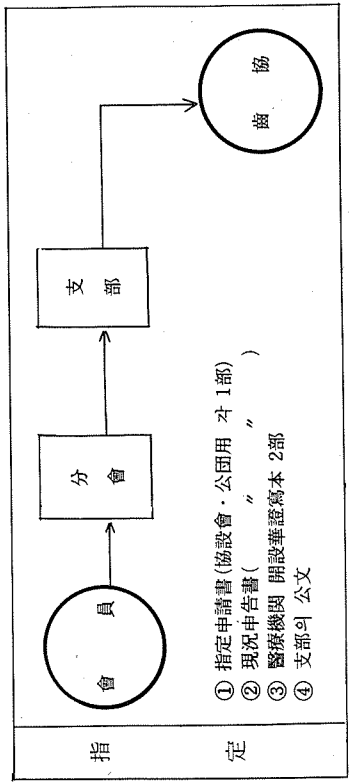 指定
會員
分會
支部
齒協
① 指定申請書(協設會·公団用 각 1部)
② 現況申告書( 〃 〃 )
③ 醫療機関 開設華證寫本 2部
④ 支部의 公文